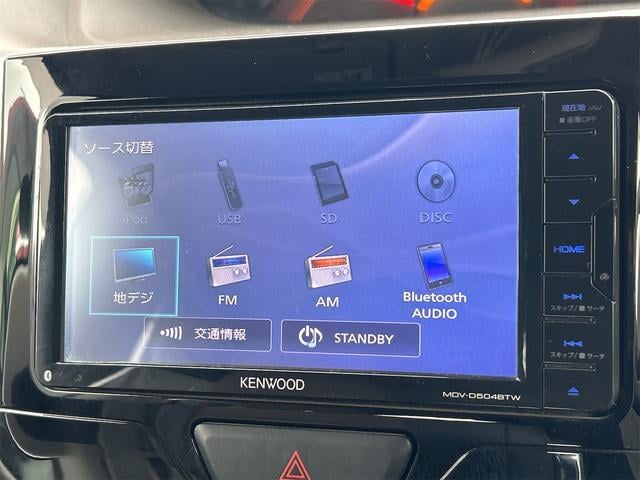 ソース切替
iPod
USB
SD
DISC
地デジ
FM
AM
Bluetooth
AUDIO
交通情報
STANDBY
KENWOOD
MDV-D504BTW
現在地 /AV
■ 画面OFF
HOME
スキップ/■ サーチ
スキップ/■ サーチ